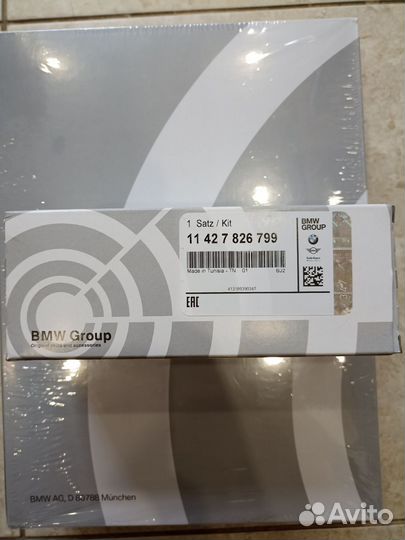 1 Satz / Kit
11 42 7 826 799
Made in Tunisia - TN 01
BMW
GROUP
EAC
BMW Group
Original parts and accessories
BMW AG, D 80788 München
Avito